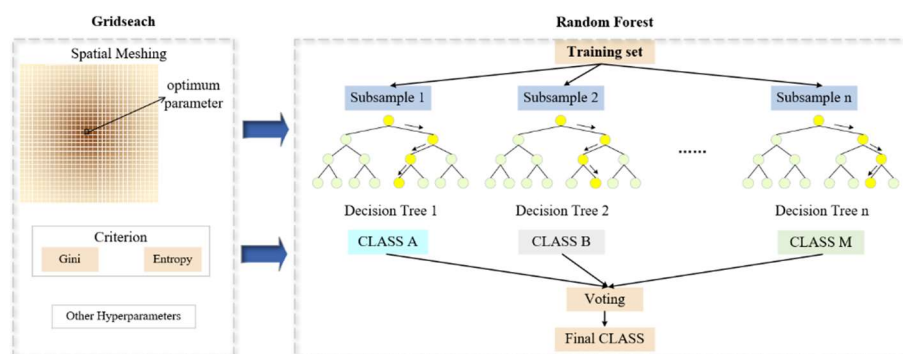 Gridseach
Spatial Meshing
optimum
parameter
Criterion
Gini
Entropy
Other Hyperparameters
Random Forest
Training set
Subsample 1
Subsample 2
Subsample n
......
Decision Tree 1
Decision Tree 2
Decision Tree n
CLASS A
CLASS B
CLASS M
Voting
Final CLASS